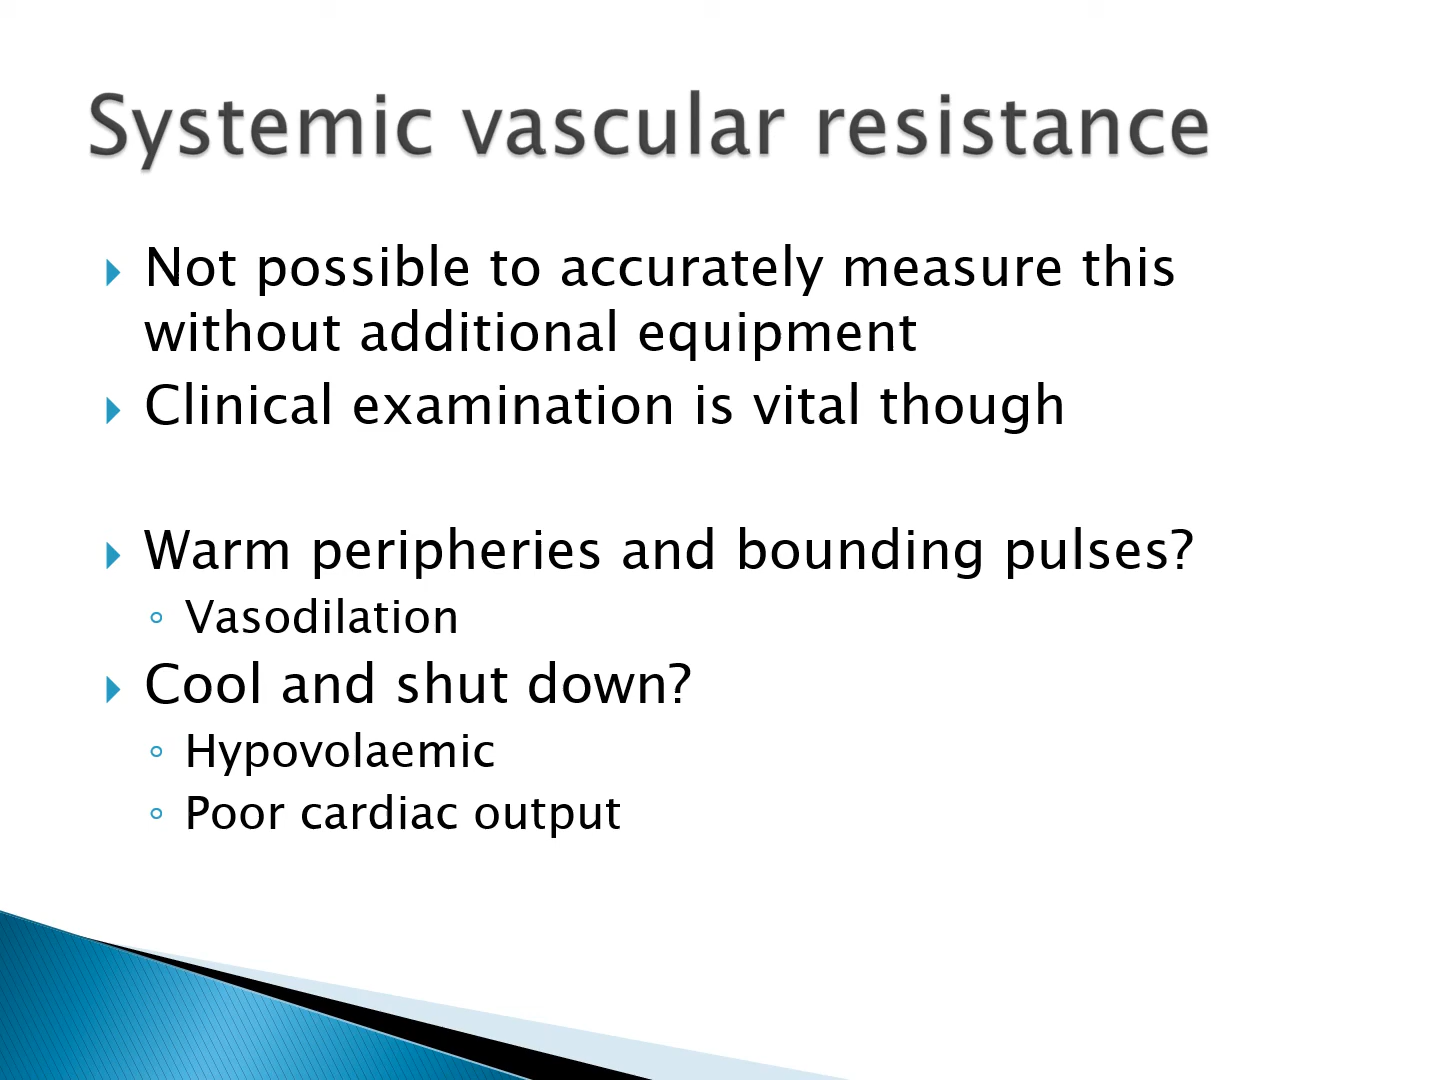 Systemic vascular resistance
Not possible to accurately measure this
without additional equipment
Clinical examination is vital though
Warm peripheries and bounding pulses?
Vasodilation
Cool and shut down?
Hypovolaemic
Poor cardiac output